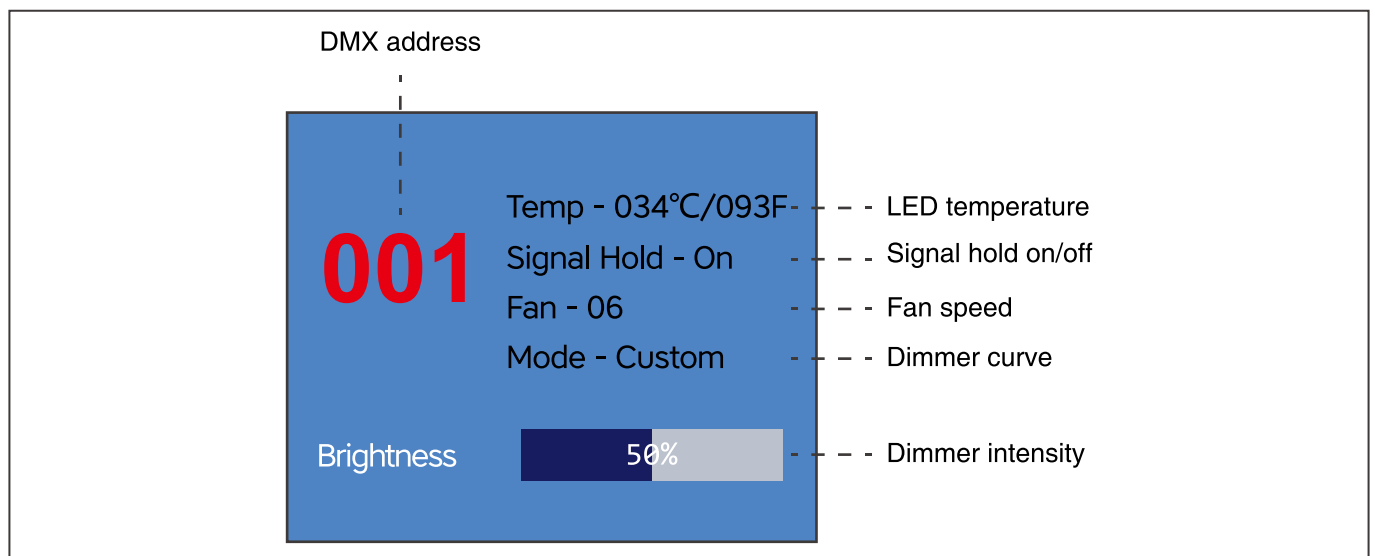 DMX address
Temp - 034℃/093F
LED temperature
001
Signal Hold - On
Signal hold on/off
Fan - 06
Fan speed
Mode - Custom
Dimmer curve
Brightness
50%
Dimmer intensity